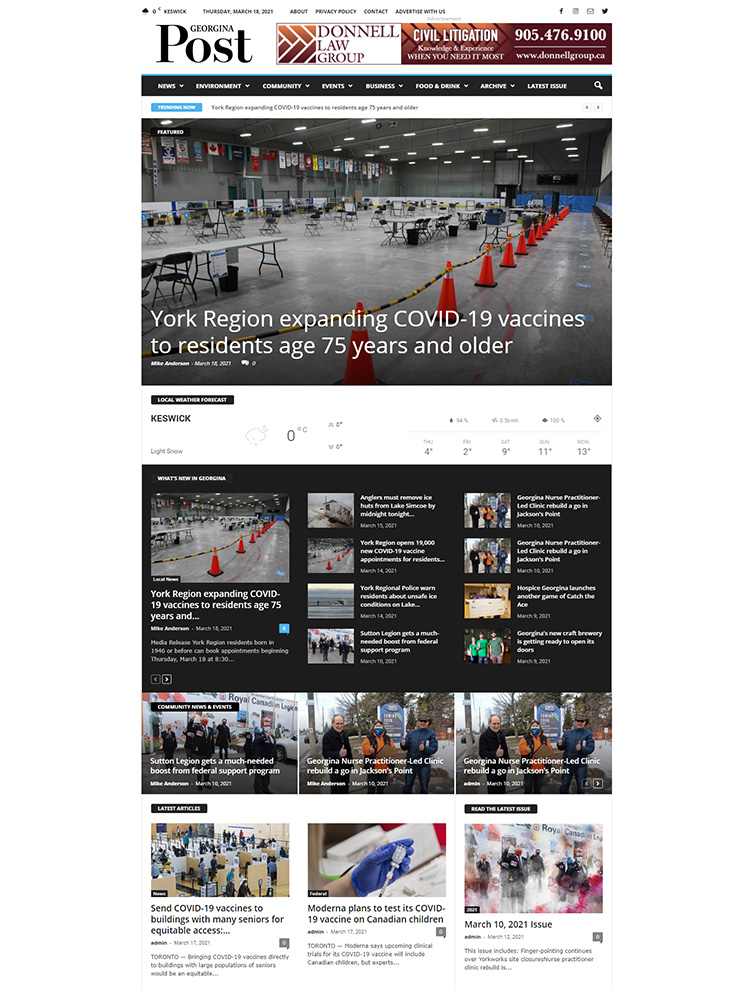 0 c KESWICK THURSDAY, MARCH 18, 2021 ABOUT PRIVACY POLICY CONTACT ADVERTISE WITH US
GEORGINA
Post
Advertisement
DONNELL
LAW
GROUP
CIVIL LITIGATION
Knowledge & Experience
WHEN YOU NEED IT MOST
905.476.9100
www.donnellgroup.ca
NEWS ENVIRONMENT COMMUNITY EVENTS BUSINESS FOOD & DRINK ARCHIVE LATEST ISSUE
TRENDING NOW York Region expanding COVID-19 vaccines to residents age 75 years and older
FEATURED
York Region expanding COVID-19 vaccines
to residents age 75 years and older
Mike Anderson - March 18, 2021 0
LOCAL WEATHER FORECAST
KESWICK
Light Snow
0 ° C
0°
0°
94 % 0.5kmh 100 %
THU FRI SAT SUN MON
4° 2° 9° 11° 13°
WHAT'S NEW IN GEORGINA
Local News
York Region expanding COVID-
19 vaccines to residents age 75
years and...
Mike Anderson - March 18, 2021 0
Media Release York Region residents born in
1946 or before can book appointments beginning
Thursday, March 18 at 8:30...
Anglers must remove ice
huts from Lake Simcoe by
midnight tonight...
March 15, 2021
York Region opens 19,000
new COVID-19 vaccine
appointments for residents...
March 14, 2021
York Regional Police warn
residents about unsafe ice
conditions on Lake...
March 14, 2021
Sutton Legion gets a much-
needed boost from federal
support program
March 10, 2021
Georgina Nurse Practitioner-
Led Clinic rebuild a go in
Jackson's Point
March 10, 2021
Georgina Nurse Practitioner-
Led Clinic rebuild a go in
Jackson's Point
March 10, 2021
Hospice Georgina launches
another game of Catch the
Ace
March 9, 2021
Georgina's new craft brewery
is getting ready to open its
doors
March 9, 2021
COMMUNITY NEWS & EVENTS
Royal Canadian Legion
Sutton Legion gets a much-needed
boost from federal support program
Mike Anderson - March 10, 2021
COMING
SOON
Georgina Nurse Practitioner-Led Clinic
rebuild a go in Jackson's Point
Mike Anderson - March 10, 2021
COMING
SOON
Georgina Nurse Practitioner-Led Clinic
rebuild a go in Jackson's Point
admin - March 10, 2021
LATEST ARTICLES
News
Send COVID-19 vaccines to
buildings with many seniors for
equitable access:...
admin - March 17, 2021 0
TORONTO — Bringing COVID-19 vaccines directly
to buildings with large populations of seniors
would be an equitable...
Federal
Moderna plans to test its COVID-
19 vaccine on Canadian children
admin - March 17, 2021 0
TORONTO — Moderna says upcoming clinical
trials for its COVID-19 vaccine will include
Canadian children, but experts...
READ THE LATEST ISSUE
Royal Canadian Legi
2021
March 10, 2021 Issue
admin - March 12, 2021 0
This issue includes: Finger-pointing continues
over Yorkworks site closuresNurse practitioner
clinic rebuild is...